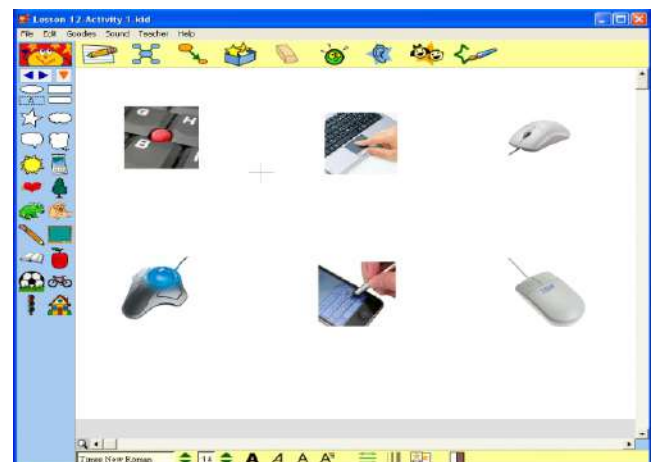 Lesson 12-Activity 1.kid
File Edit Goodies Sound Teacher Help
G
H
B
Times New Roman 14 A A A A